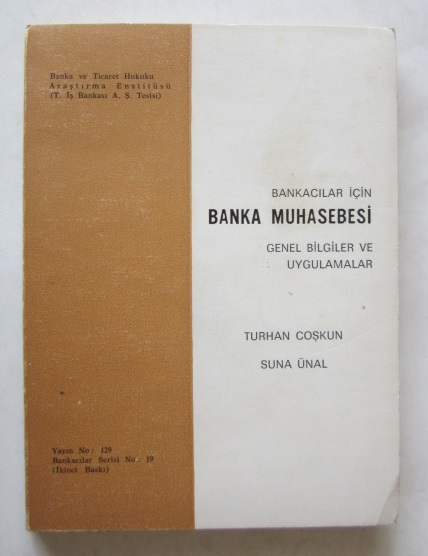 Banka ve Ticaret Hukuku
Araştırma Enstitüsü
(T. İş Bankası A. Ş. Tesisi)
BANKACILAR İÇİN
BANKA MUHASEBESİ
GENEL BİLGİLER VE
UYGULAMALAR
TURHAN COŞKUN
SUNA ÜNAL
Yayın No : 129
Bankacılar Serisi No : 19
(İkinci Baskı)